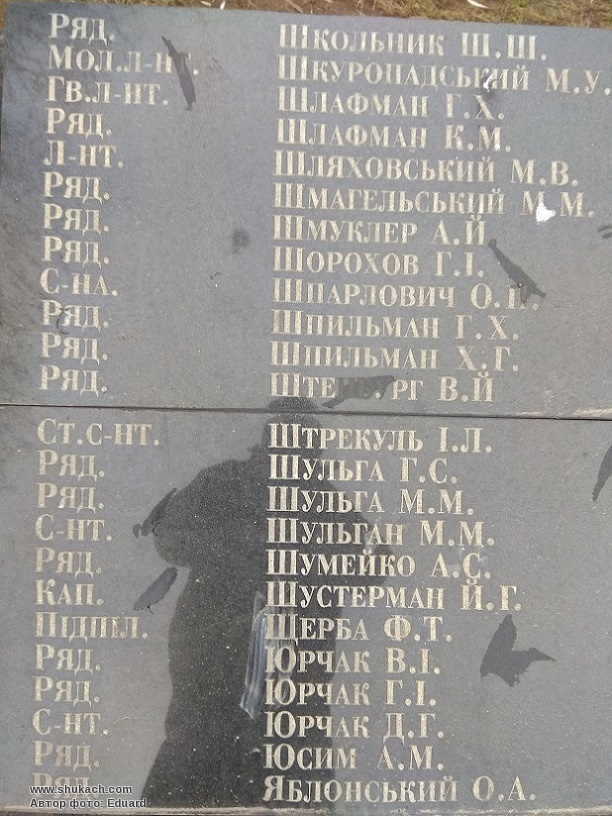 Ряд. Школьник Ш.Ш.
Мол.л-нт. Шкуропадський М.У.
Гв.л-нт. Шлафман Г.Х.
Ряд. Шлафман К.М.
Л-нт. Шляховський М.В.
Ряд. Шмагельський М.М.
Ряд. Шмуклер А.Й
Ряд. Шорохов Г.І.
С-на. Шпарлович
Ряд. Шпильман Г.Х.
Ряд. Шпильман Х.Г.
Ряд. В.Й
Ст.с-нт. Штрекуль І.Л.
Ряд. Шульга Г.С.
Ряд. Шульга М.М.
С-нт. Шульган М.М.
Ряд. Шумейко А.С.
Кап. Шустерман Й.Г.
Підпіл. Щерба Ф.Т.
Ряд. Юрчак В.І.
Ряд. Юрчак Г.І.
С-нт. Юрчак Д.Г.
Ряд. Юсим А.М.
Ряд. Яблонський О.А.
www.shukach.com
Автор фото: Eduard